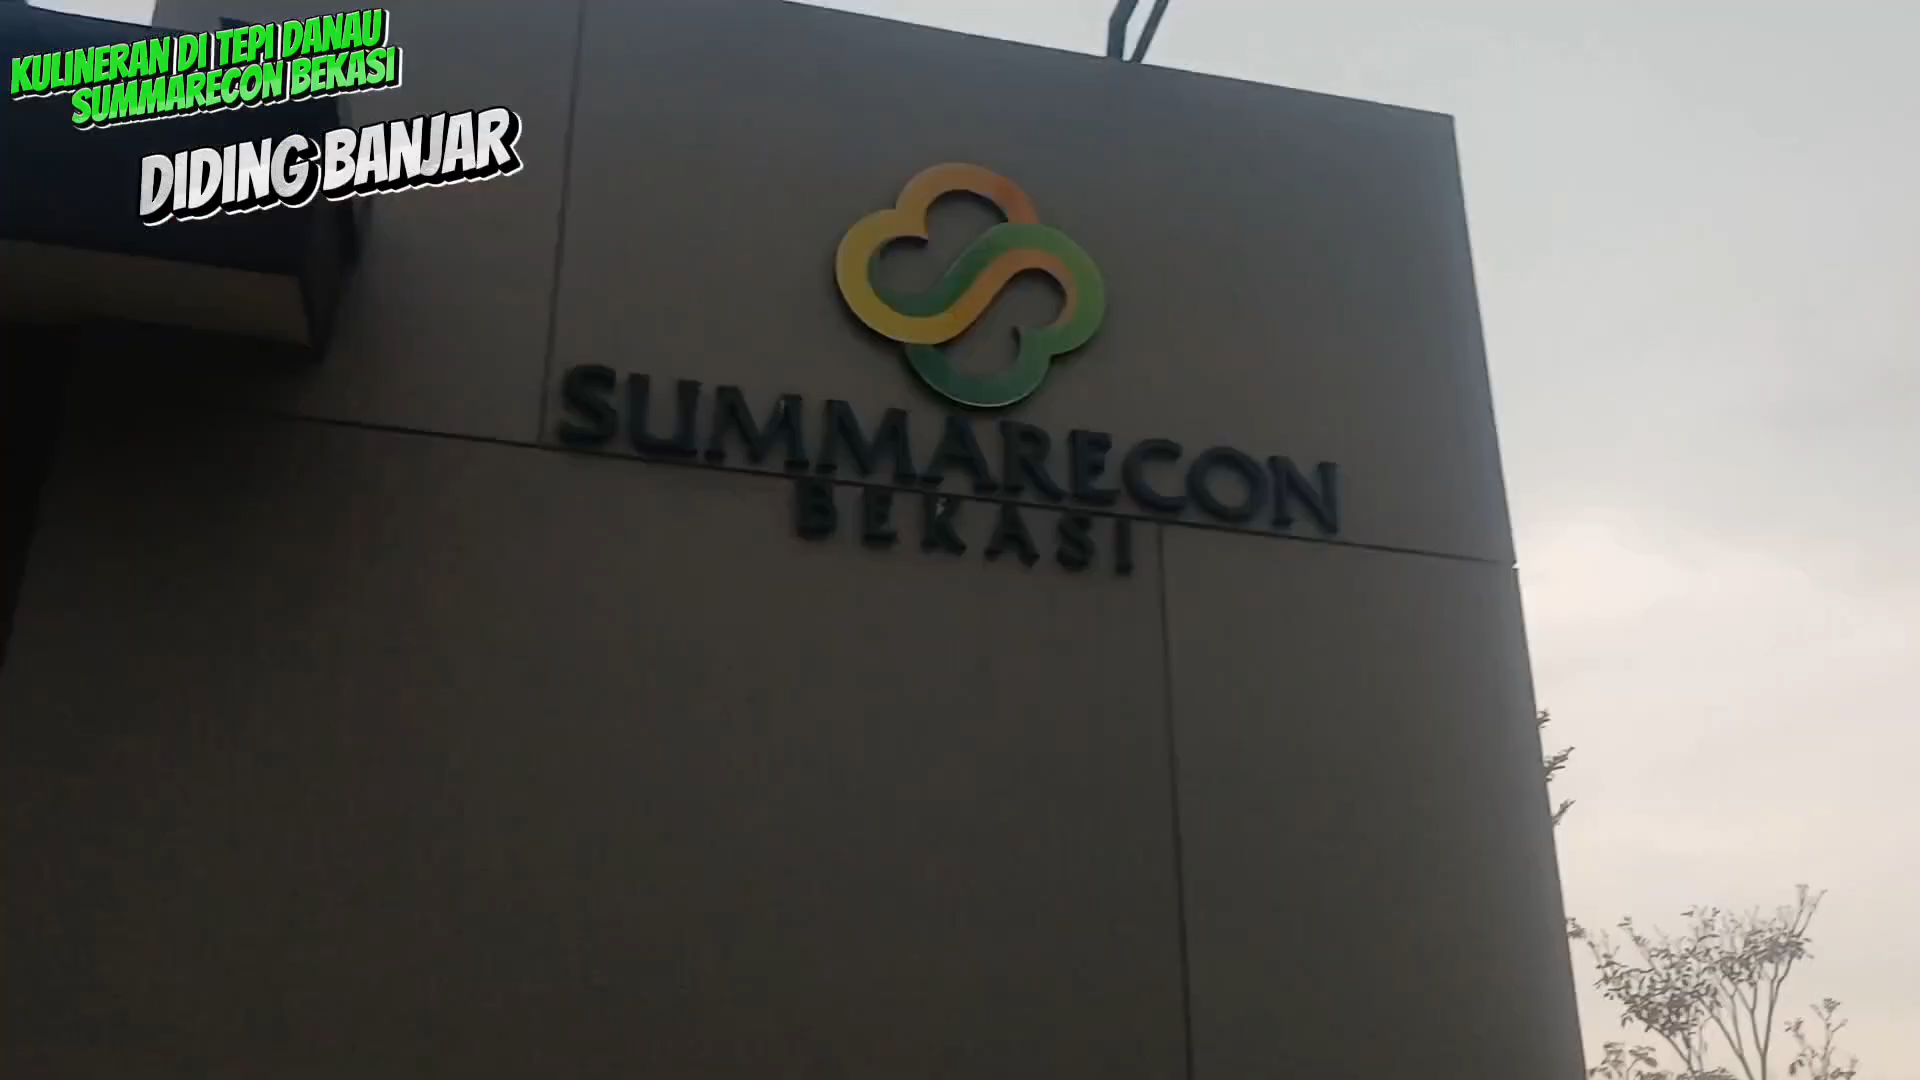 KULINERAN DI TEPI DANAU
SUMMARECON BEKASI
DIDING BANJAR
SUMMARECON
BEKASI